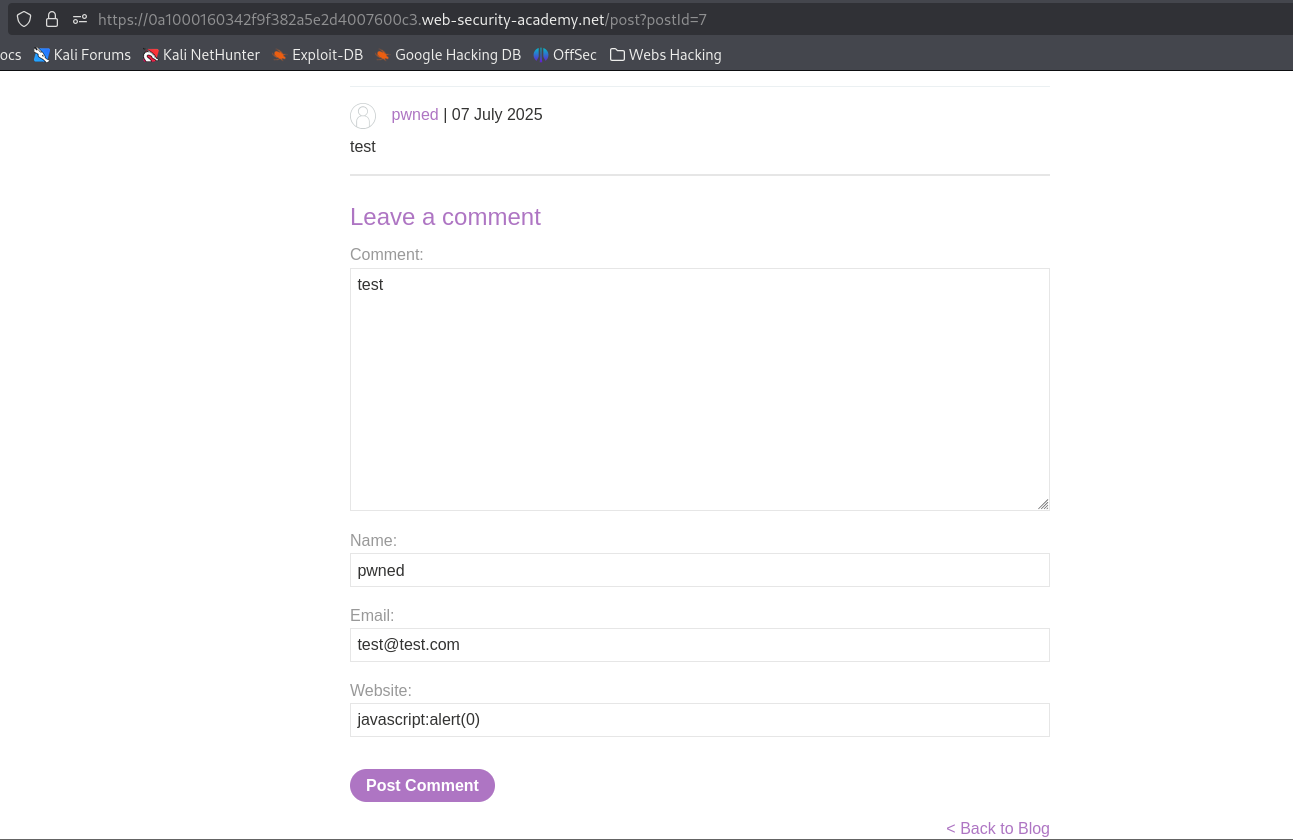 https://0a1000160342f9f382a5e2d4007600c3.web-security-academy.net/post?postId=7
ocs Kali Forums Kali NetHunter Exploit-DB Google Hacking DB OffSec Webs Hacking
pwned | 07 July 2025
test
Leave a comment
Comment:
test
Name:
pwned
Email:
test@test.com
Website:
javascript:alert(0)
Post Comment
< Back to Blog